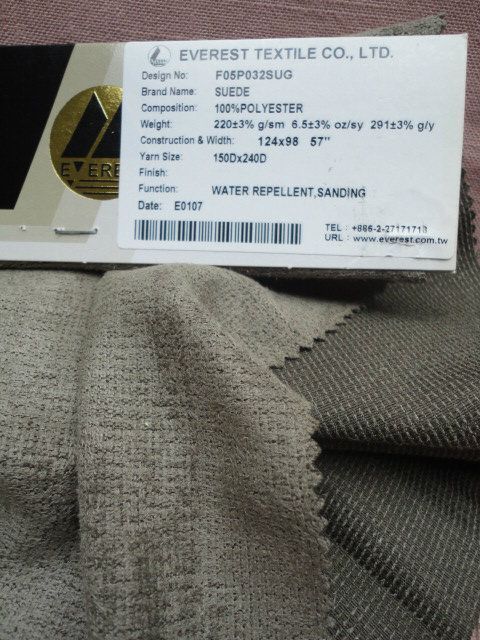 EVEREST TEXTILE CO., LTD.
Design No: F05P032SUG
Brand Name: SUEDE
Composition: 100%POLYESTER
Weight: 220±3% g/sm 6.5±3% oz/sy 291±3% g/y
Construction & Width: 124x98 57"
Yarn Size: 150Dx240D
Finish:
Function: WATER REPELLENT,SANDING
Date: E0107
TEL : +886-2-27171713
URL : www.everest.com.tw
EVERE